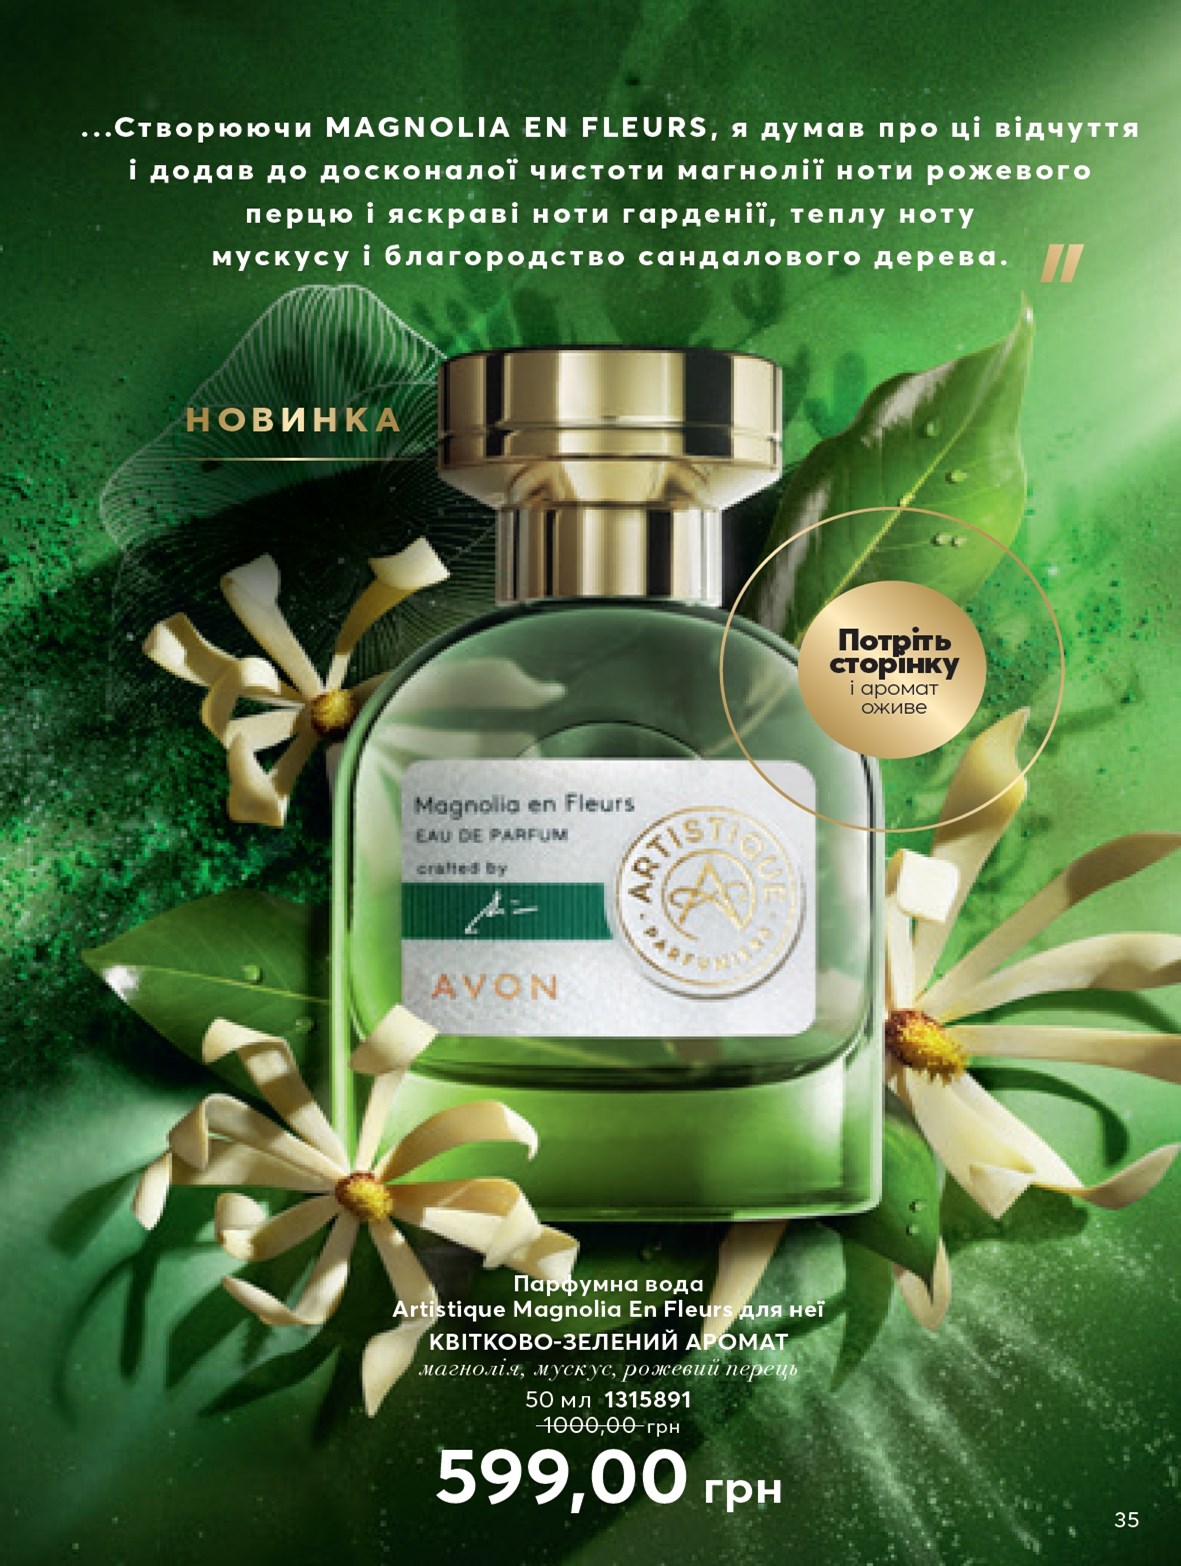 ...Створюючи MAGNOLIA EN FLEURS, я думав про ці відчуття
і додав до досконалої чистоти магнолії ноти рожевого
перцю і яскраві ноти гарденії, теплу ноту
мускусу і благородство сандалового дерева.
"
НОВИНКА
Потріть
сторінку
і аромат
оживе
Magnolia en Fleurs
EAU DE PARFUM
crafted by
AVON
ARTISTIQUE
· PARFUMIERS ·
Парфумна вода
Artistique Magnolia En Fleurs для неї
КВІТКОВО-ЗЕЛЕНИЙ АРОМАТ
магнолія, мускус, рожевий перець
50 мл 1315891
1000,00 грн
599,00 грн
35